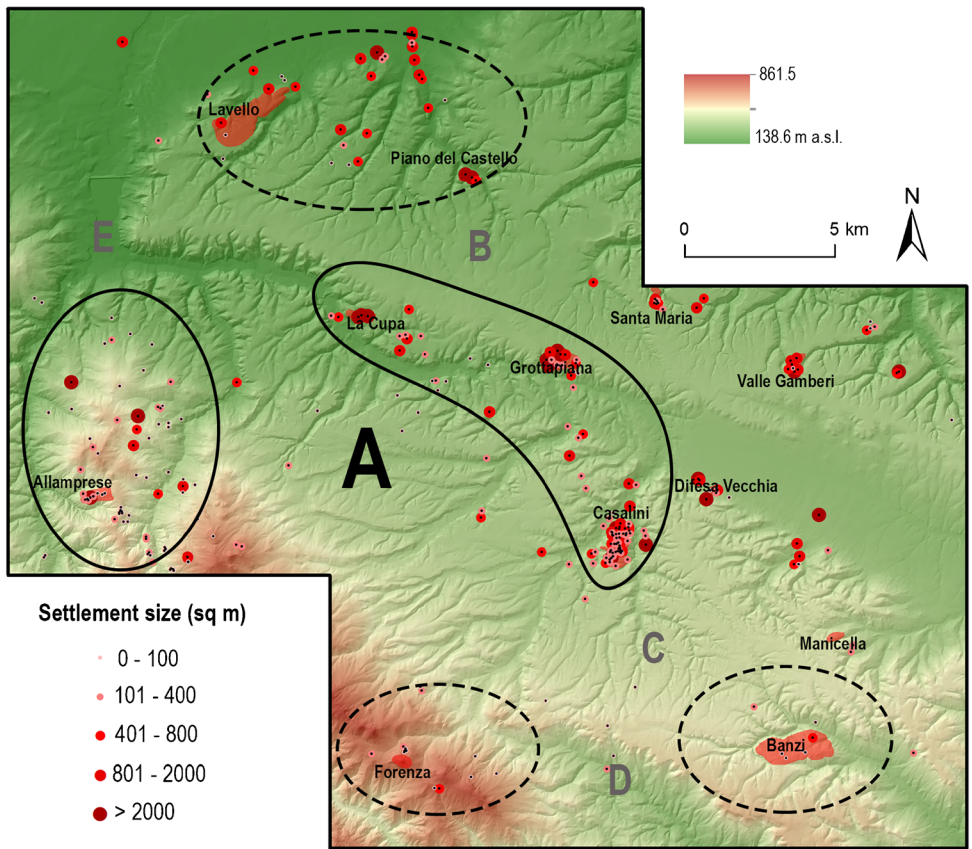 861.5
138.6 m a.s.l.
N
0
5 km
Lavello
Piano del Castello
E
B
La Cupa
Santa Maria
Grottapiana
Valle Gamberi
A
Allamprese
Difesa Vecchia
Casalini
C
Manicella
Banzi
Forenza
D
Settlement size (sq m)
0 - 100
101 - 400
401 - 800
801 - 2000
> 2000